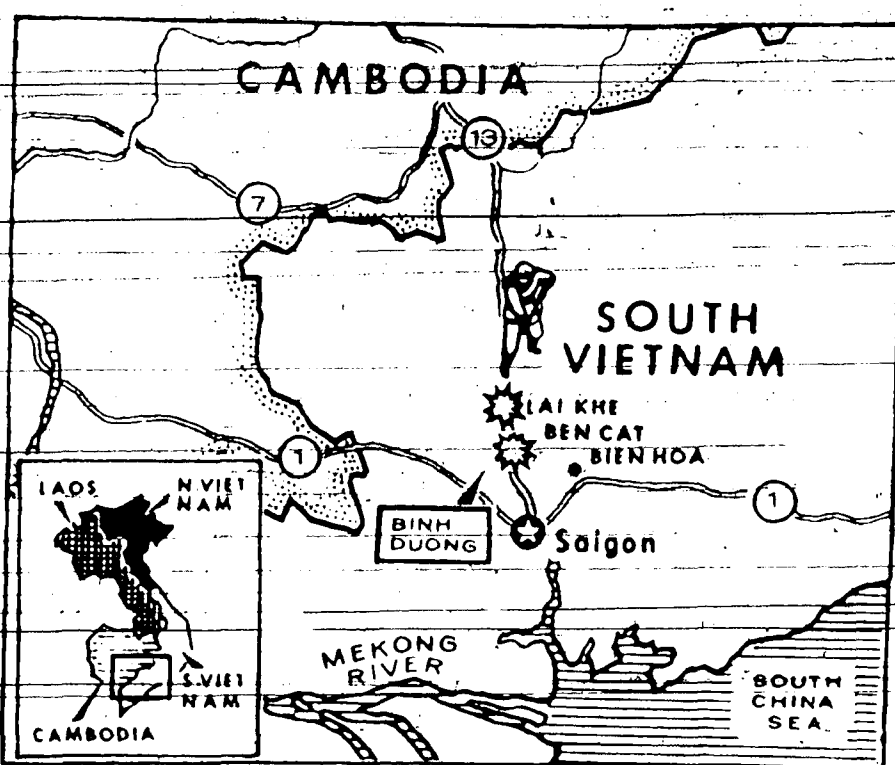 CAMBODIA
13
7
SOUTH
VIETNAM
LAI KHE
BEN CAT
BIEN HOA
1
1
BINH
DUONG
Saigon
LAOS
N.VIET
NAM
S.VIET
NAM
CAMBODIA
MEKONG
RIVER
SOUTH
CHINA
SEA